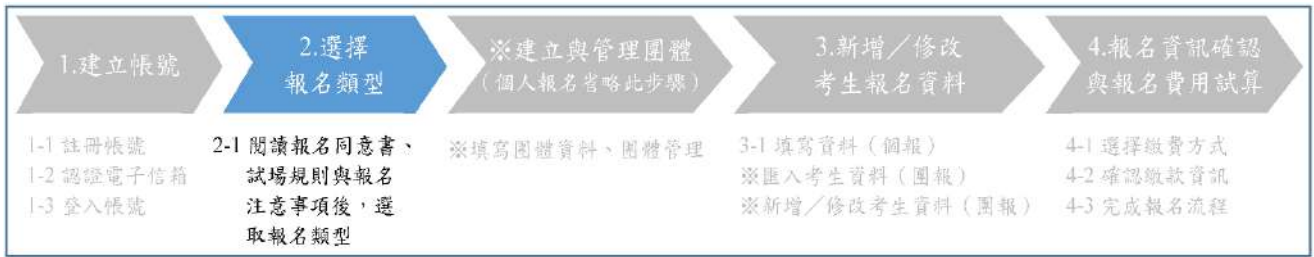 1.建立帳號
2.選擇
報名類型
※建立與管理團體
（個人報名省略此步驟）
3.新增／修改
考生報名資料
4.報名資訊確認
與報名費用試算
1-1 註冊帳號
1-2 認證電子信箱
1-3 登入帳號
2-1 閱讀報名同意書、
試場規則與報名
注意事項後，選
取報名類型
※填寫團體資料、團體管理
3-1 填寫資料（個報）
※匯入考生資料（團報）
※新增／修改考生資料（團報）
4-1 選擇繳費方式
4-2 確認繳款資訊
4-3 完成報名流程